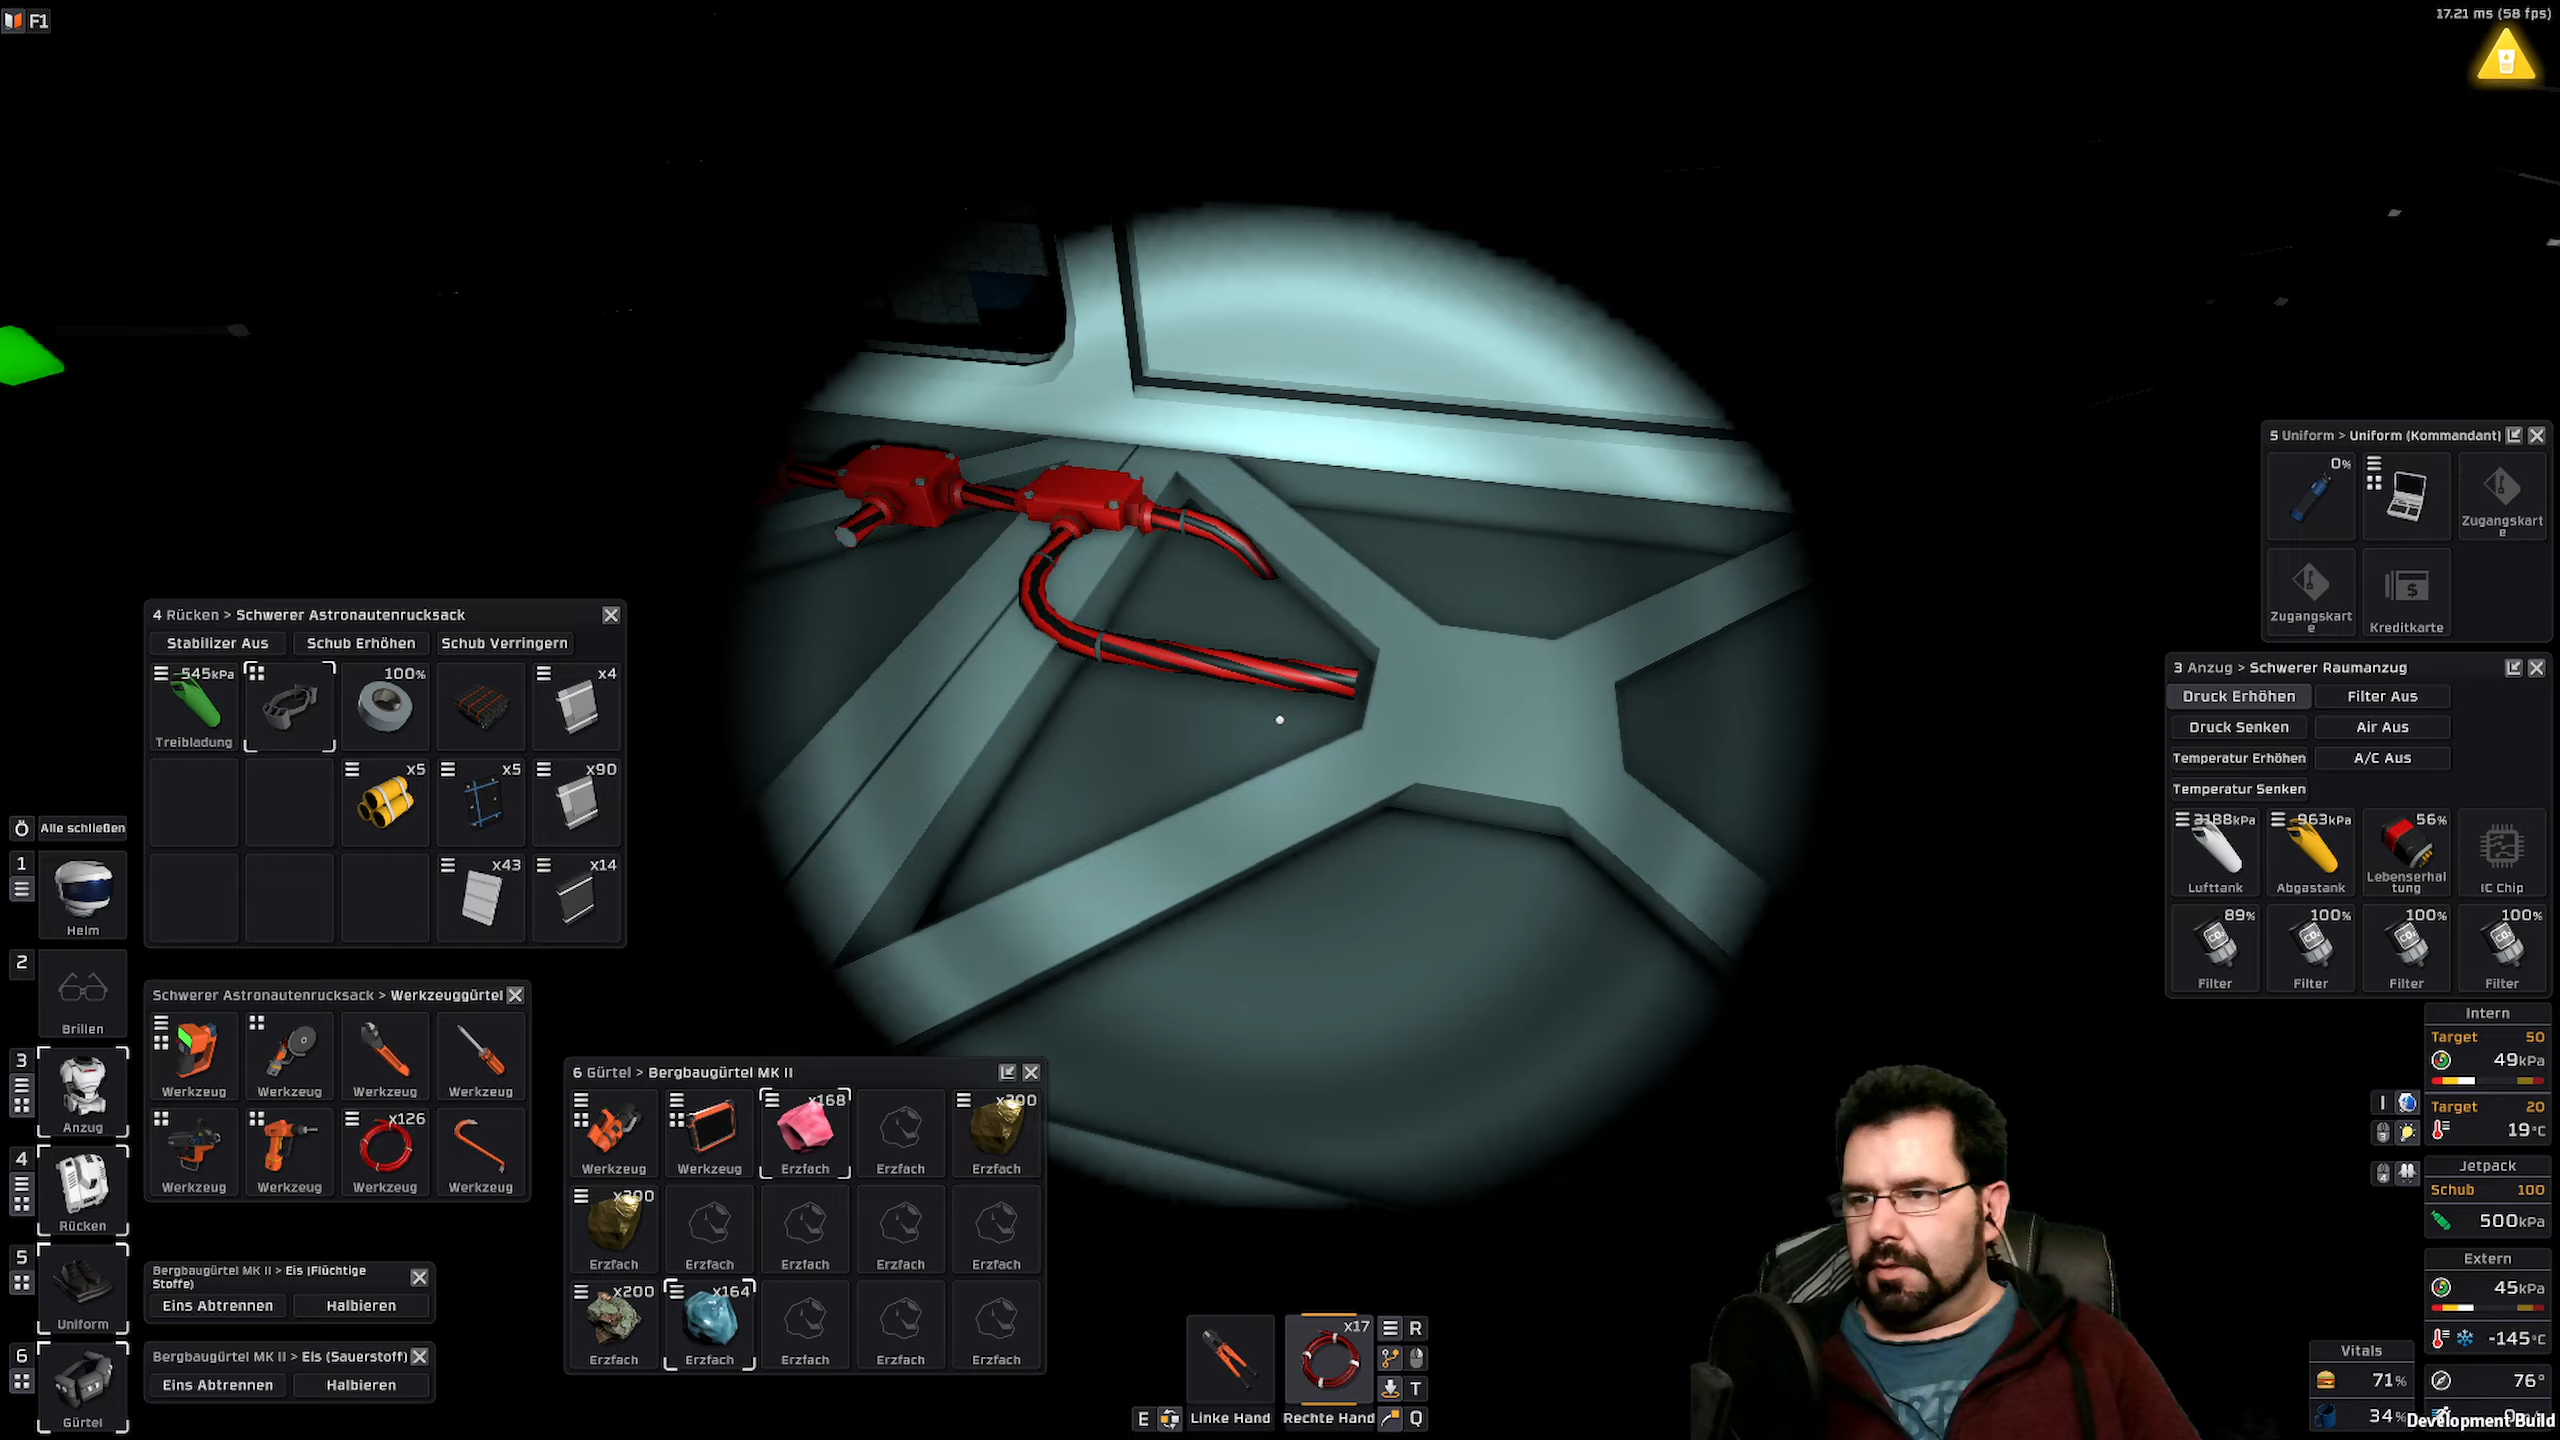 F1
17.21 ms (58 fps)
5 Uniform > Uniform (Kommandant)
0%
Zugangskart
e
Zugangskart
e
Kreditkarte
4 Rücken > Schwerer Astronautenrucksack
Stabilizer Aus
Schub Erhöhen
Schub Verringern
545kPa
100%
x4
Treibladung
x5
x5
x90
x43
x14
3 Anzug > Schwerer Raumanzug
Druck Erhöhen
Filter Aus
Druck Senken
Air Aus
Temperatur Erhöhen
A/C Aus
Temperatur Senken
3188kPa
963kPa
56%
Lufttank
Abgastank
Lebenserhal
tung
IC Chip
89%
100%
100%
100%
Filter
Filter
Filter
Filter
Ö
Alle schließen
1
Helm
2
Brillen
3
Anzug
4
Rücken
5
Uniform
6
Gürtel
Schwerer Astronautenrucksack > Werkzeuggürtel
Werkzeug
Werkzeug
Werkzeug
Werkzeug
x126
Werkzeug
Werkzeug
Werkzeug
Werkzeug
Bergbaugürtel MK II > Eis (Flüchtige
Stoffe)
Eins Abtrennen
Halbieren
Bergbaugürtel MK II > Eis (Sauerstoff)
Eins Abtrennen
Halbieren
6 Gürtel > Bergbaugürtel MK II
x168
x200
Werkzeug
Werkzeug
Erzfach
Erzfach
Erzfach
x200
Erzfach
Erzfach
Erzfach
Erzfach
Erzfach
x200
x164
Erzfach
Erzfach
Erzfach
Erzfach
Erzfach
x17
R
T
E
Linke Hand
Rechte Hand
Q
Intern
Target 50
49kPa
Target 20
19°C
Jetpack
Schub 100
500kPa
Extern
45kPa
-145°C
Vitals
71%
76°
34%
Development Build